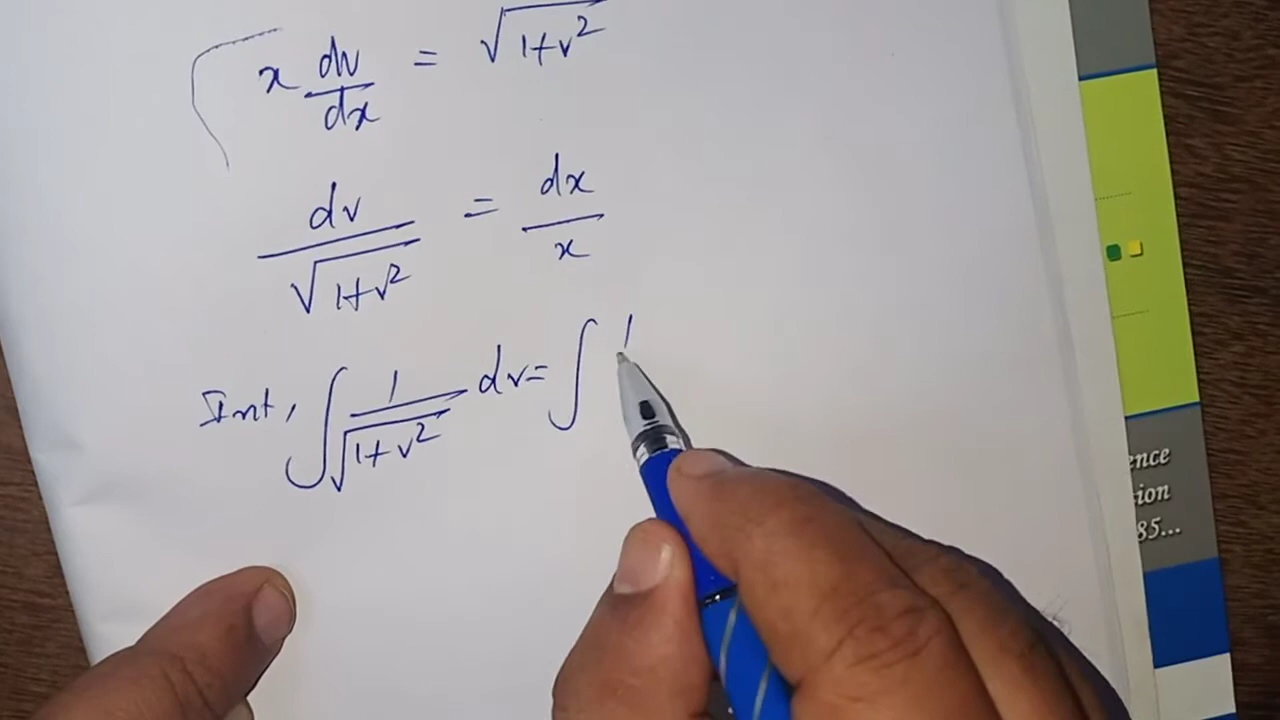 x dv/dx = √1+v²
dv/√1+v² = dx/x
Int, ∫ 1/√1+v² dv = ∫ 1
ence
ion
85...